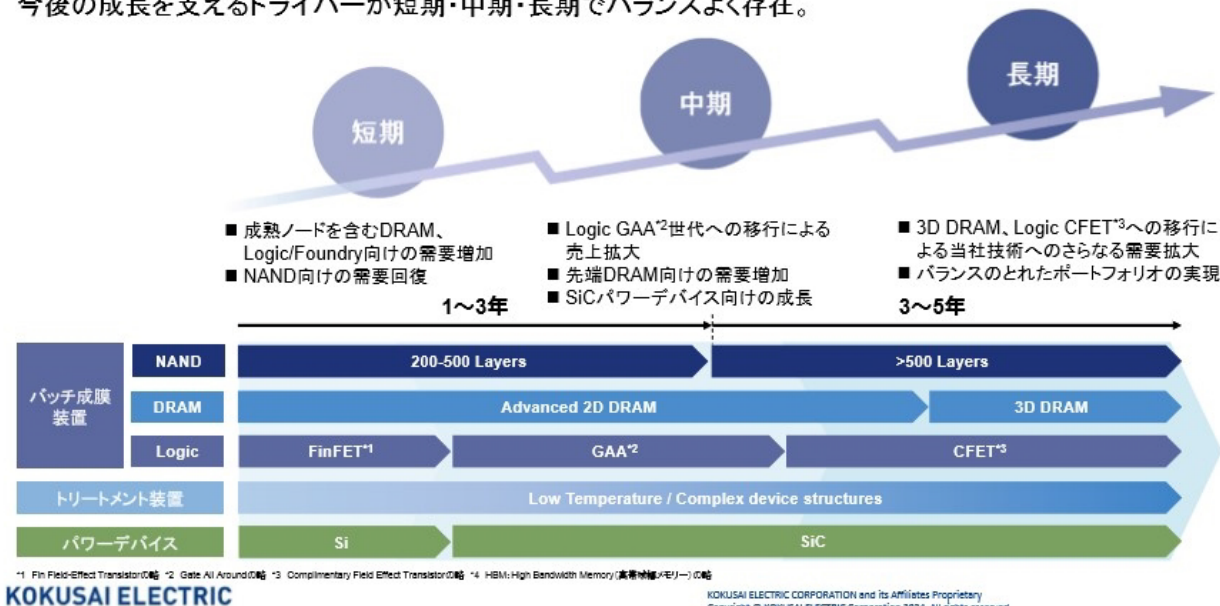 今後の成長を支えるドライバーが短期・中期・長期でバランスよく存在。
短期
中期
長期
■ 成熟ノードを含むDRAM、
Logic/Foundry向けの需要増加
■ NAND向けの需要回復
■ Logic GAA*2世代への移行による
売上拡大
■ 先端DRAM向けの需要増加
■ SiCパワーデバイス向けの成長
■ 3D DRAM、Logic CFET*3への移行に
よる当社技術へのさらなる需要拡大
■ バランスのとれたポートフォリオの実現
1～3年
3～5年
バッチ成膜
装置
NAND
200-500 Layers
>500 Layers
DRAM
Advanced 2D DRAM
3D DRAM
Logic
FinFET*1
GAA*2
CFET*3
トリートメント装置
Low Temperature / Complex device structures
パワーデバイス
Si
SiC
*1 Fin Field-Effect Transistorの略 *2 Gate All Aroundの略 *3 Complimentary Field Effect Transistorの略 *4 HBM:High Bandwidth Memory(高帯域幅メモリー)の略
KOKUSAI ELECTRIC
KOKUSAI ELECTRIC CORPORATION and its Affiliates Proprietary
Copyright © KOKUSAI ELECTRIC Corporation 2024. All rights reserved